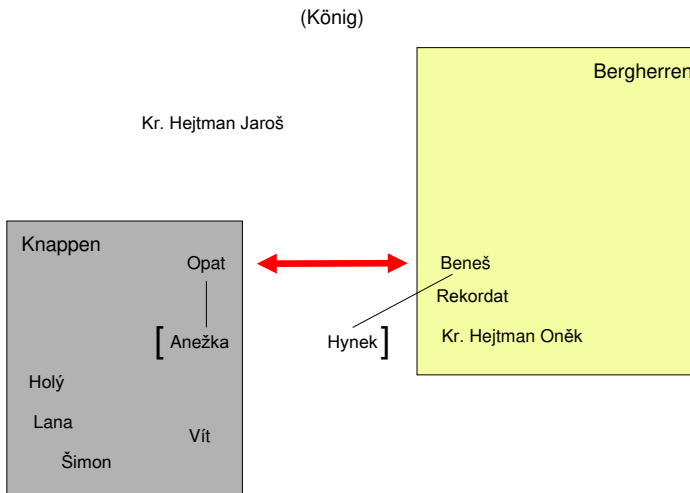 (König)
Bergherren
Kr. Hejtman Jaroš
Knappen
Opat
Beneš
Rekordat
[ Anežka
Hynek ]
Kr. Hejtman Oněk
Holý
Lana
Vít
Šimon